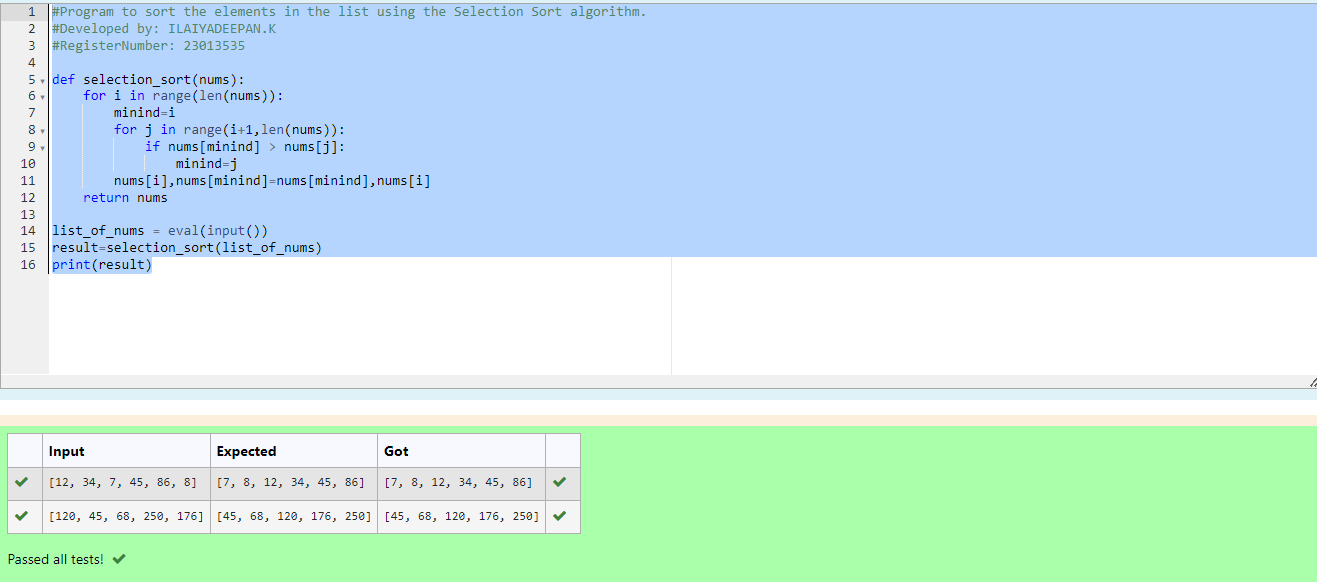 1 #Program to sort the elements in the list using the Selection Sort algorithm.
2 #Developed by: ILAIYADEEPAN.K
3 #RegisterNumber: 23013535
4
5 def selection_sort(nums):
6     for i in range(len(nums)):
7         minind=i
8         for j in range(i+1,len(nums)):
9             if nums[minind] > nums[j]:
10                 minind=j
11         nums[i],nums[minind]=nums[minind],nums[i]
12     return nums
13
14 list_of_nums = eval(input())
15 result=selection_sort(list_of_nums)
16 print(result)
Input Expected Got
[12, 34, 7, 45, 86, 8] [7, 8, 12, 34, 45, 86] [7, 8, 12, 34, 45, 86]
[120, 45, 68, 250, 176] [45, 68, 120, 176, 250] [45, 68, 120, 176, 250]
Passed all tests!